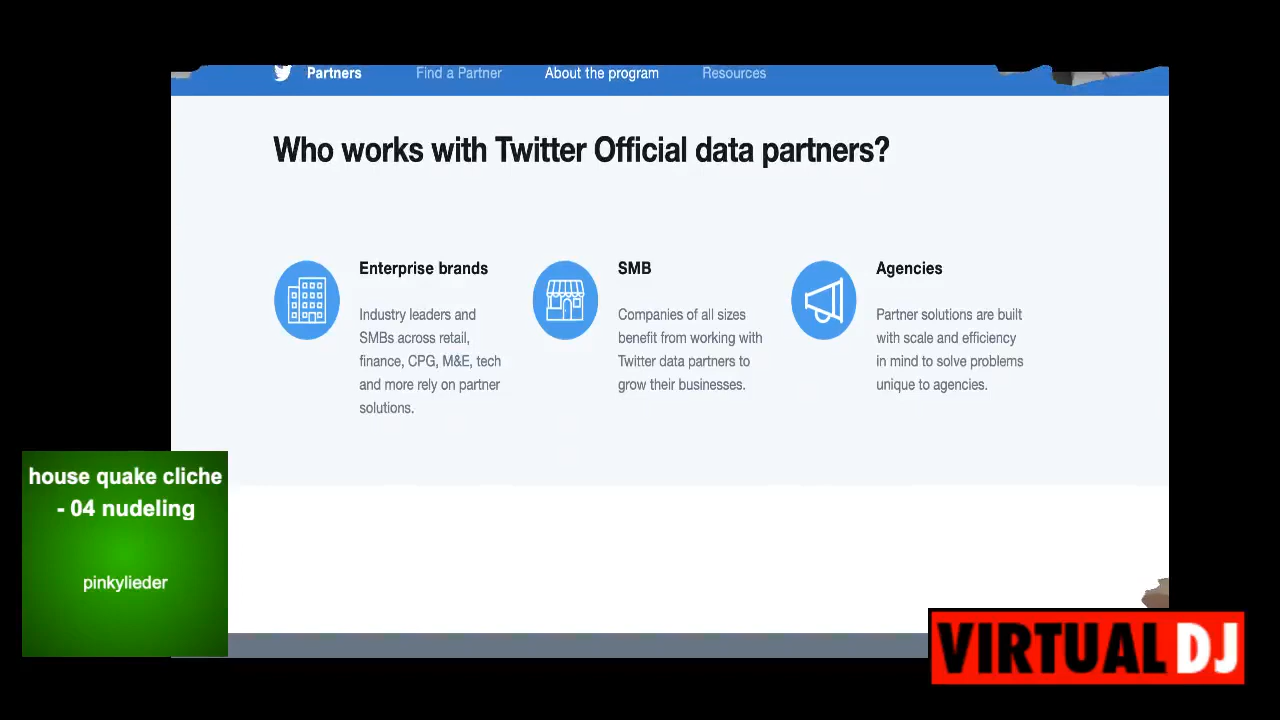 Partners
Find a Partner
About the program
Resources
Who works with Twitter Official data partners?
Enterprise brands
Industry leaders and
SMBs across retail,
finance, CPG, M&E, tech
and more rely on partner
solutions.
SMB
Companies of all sizes
benefit from working with
Twitter data partners to
grow their businesses.
Agencies
Partner solutions are built
with scale and efficiency
in mind to solve problems
unique to agencies.
house quake cliche
- 04 nudeling
pinkylieder
VIRTUAL DJ